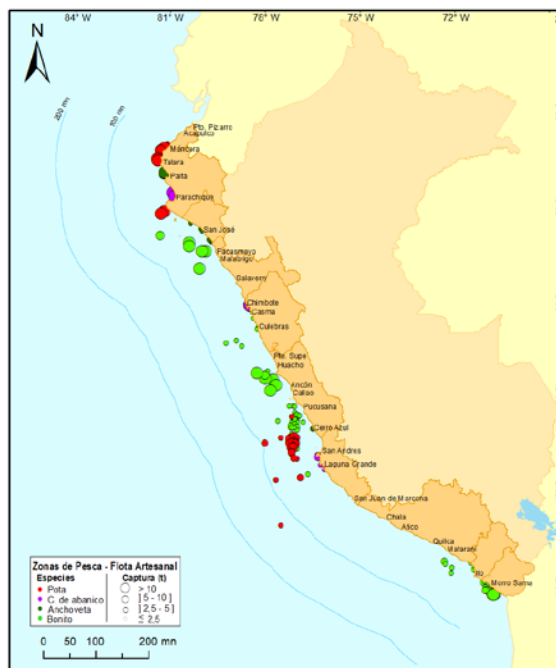 84°W 81°W 78°W 75°W 72°W
N
200 mn
100 mn
Pto. Pizarro
Acapulco
Máncora
Talara
Paita
Parachique
San José
Pacasmayo
Malabrigo
Salaverry
Chimbote
Casma
Culebras
Pto. Supe
Huacho
Ancón
Callao
Pucusana
Cerro Azul
San Andres
Laguna Grande
San Juan de Marcona
Chala
Atico
Quilca
Matarani
Ilo
Morro Sama
Zonas de Pesca - Flota Artesanal
Especies Captura (t)
Pota > 10
C. de abanico ] 5 - 10 ]
Anchoveta ] 2,5 - 5 ]
Bonito ≤ 2,5
0 50 100 200 mn